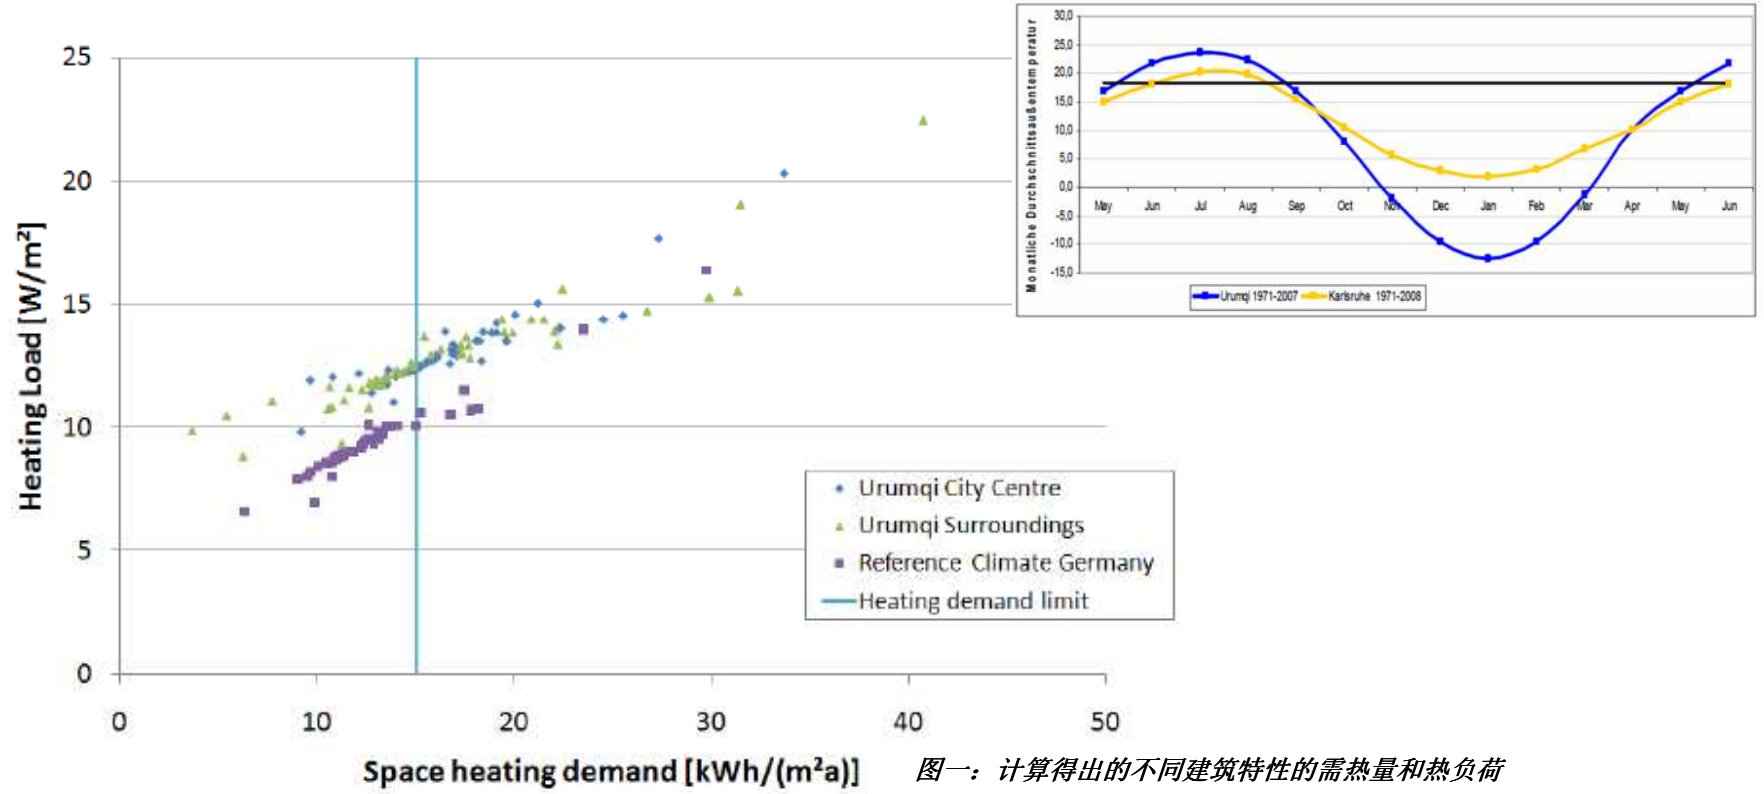 25
20
15
10
5
0
0 10 20 30 40 50
Heating Load [W/m²]
Space heating demand [kWh/(m²a)]
Urumqi City Centre
Urumqi Surroundings
Reference Climate Germany
Heating demand limit
Monatliche Durchschnittsaußentemperatur
30,0
25,0
20,0
15,0
10,0
5,0
0,0
-5,0
-10,0
-15,0
May Jun Jul Aug Sep Oct Nov Dec Jan Feb Mar Apr May Jun
Urumqi 1971-2007 Karlsruhe 1971-2008
图一：计算得出的不同建筑特性的需热量和热负荷